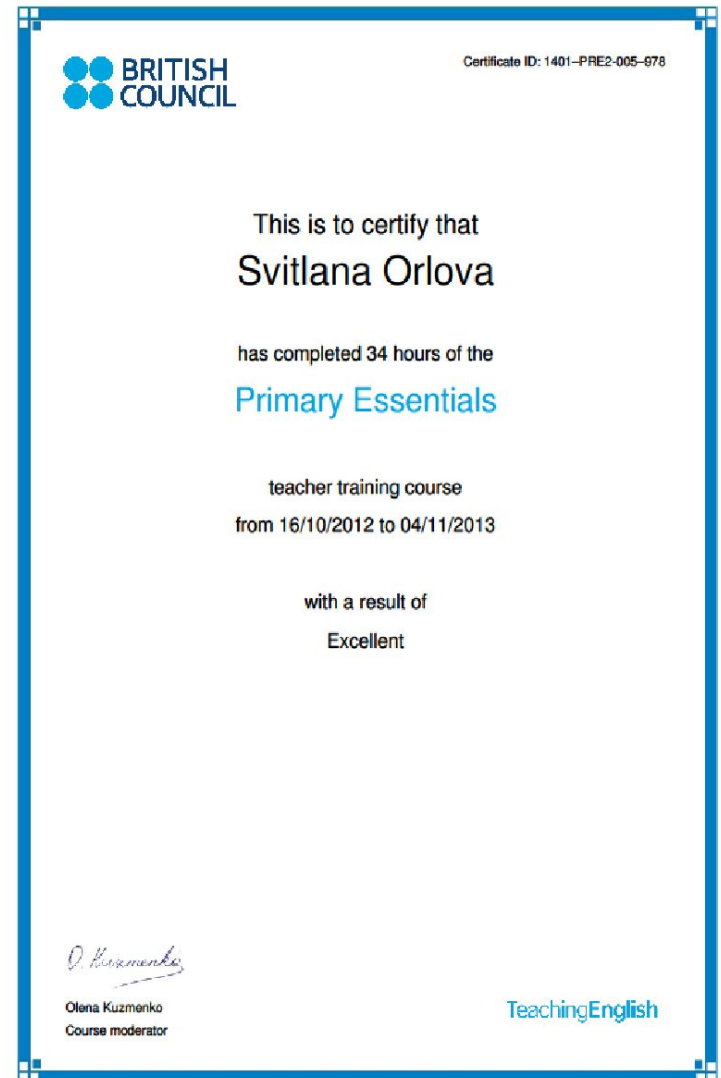 BRITISH
COUNCIL
Certificate ID: 1401–PRE2-005–978
This is to certify that
Svitlana Orlova
has completed 34 hours of the
Primary Essentials
teacher training course
from 16/10/2012 to 04/11/2013
with a result of
Excellent
O. Kuzmenko
Olena Kuzmenko
Course moderator
TeachingEnglish